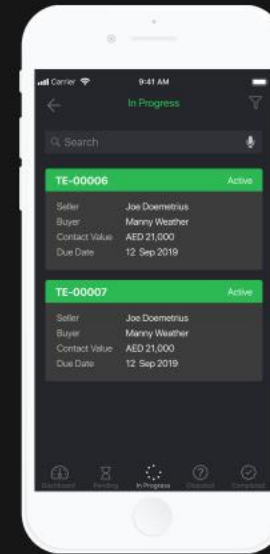 Carrier 9:41 AM
In Progress
Search
TE-00006 Active
Seller Joe Doemetrius
Buyer Manny Weather
Contact Value AED 21,000
Due Date 12 Sep 2019
TE-00007 Active
Seller Joe Doemetrius
Buyer Manny Weather
Contact Value AED 21,000
Due Date 12 Sep 2019
Dashboard Pending In Progress Disputed Completed